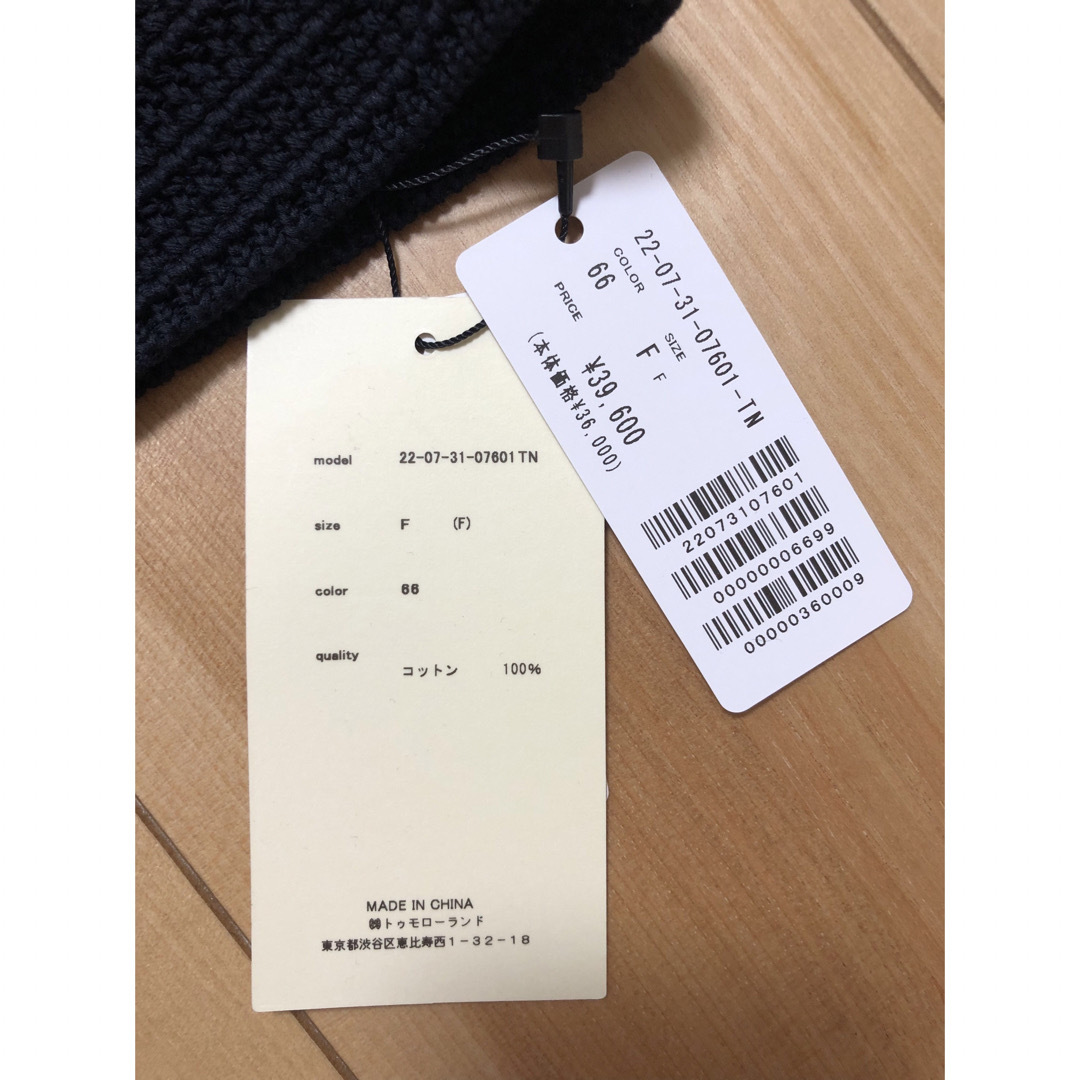 model 22-07-31-07601TN
size F (F)
color 66
quality コットン 100%
MADE IN CHINA
㈱トゥモローランド
東京都渋谷区恵比寿西1-32-18
22-07-31-07601-TN
COLOR SIZE
66 F F
PRICE ¥39,600
(本体価格¥36,000)
22073107601
00000006699
00000360009